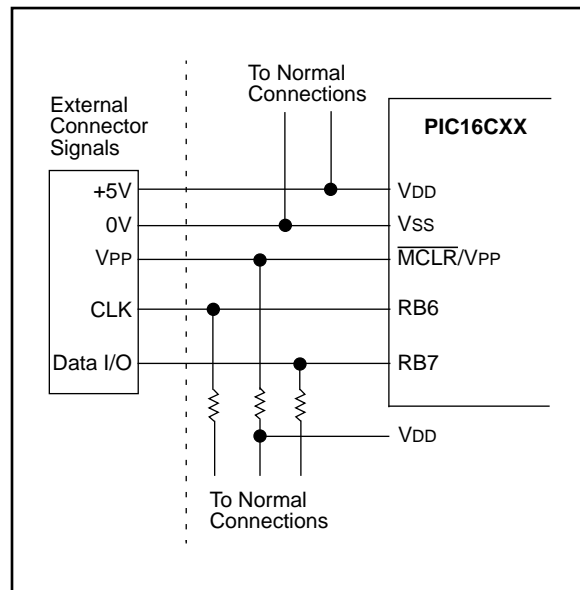 To Normal
Connections
External
Connector
Signals
PIC16CXX
+5V
VDD
0V
VSS
VPP
MCLR/VPP
CLK
RB6
Data I/O
RB7
VDD
To Normal
Connections